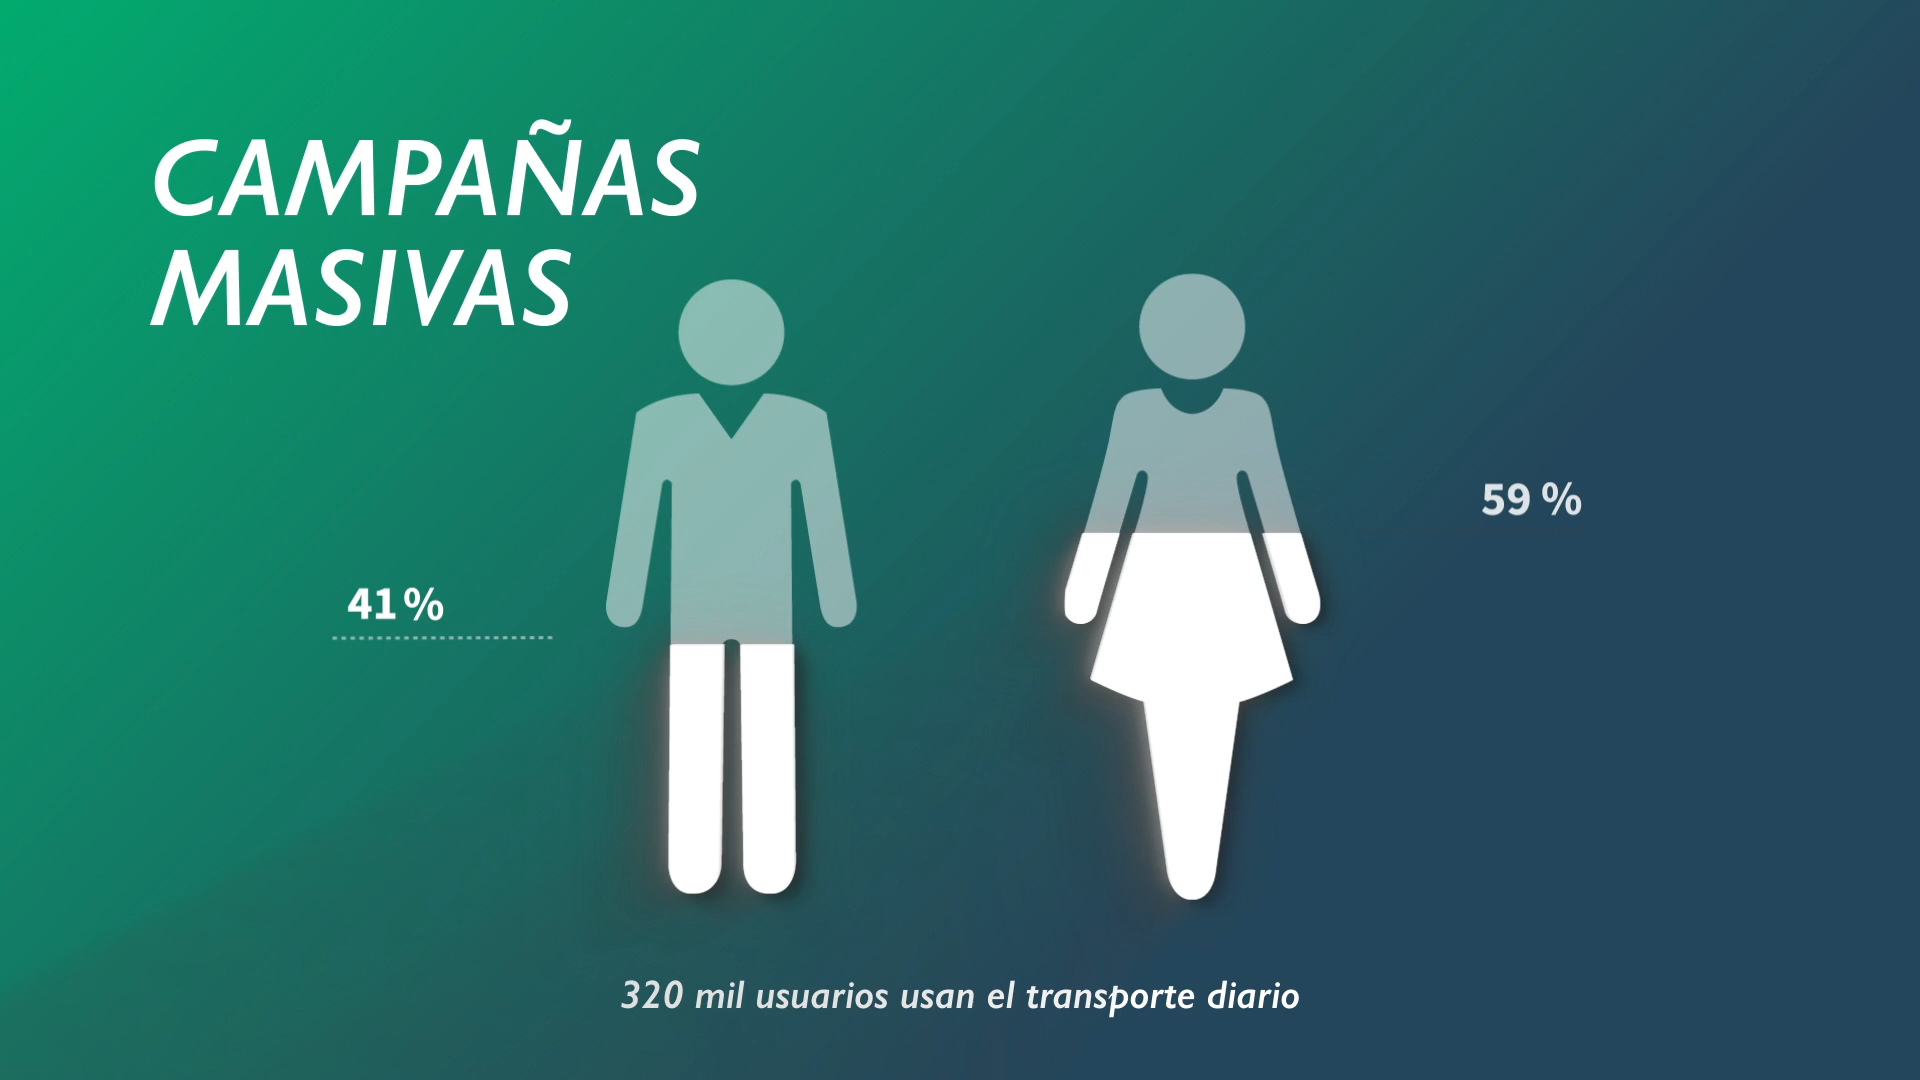 CAMPAÑAS
MASIVAS
59 %
41 %
320 mil usuarios usan el transporte diario